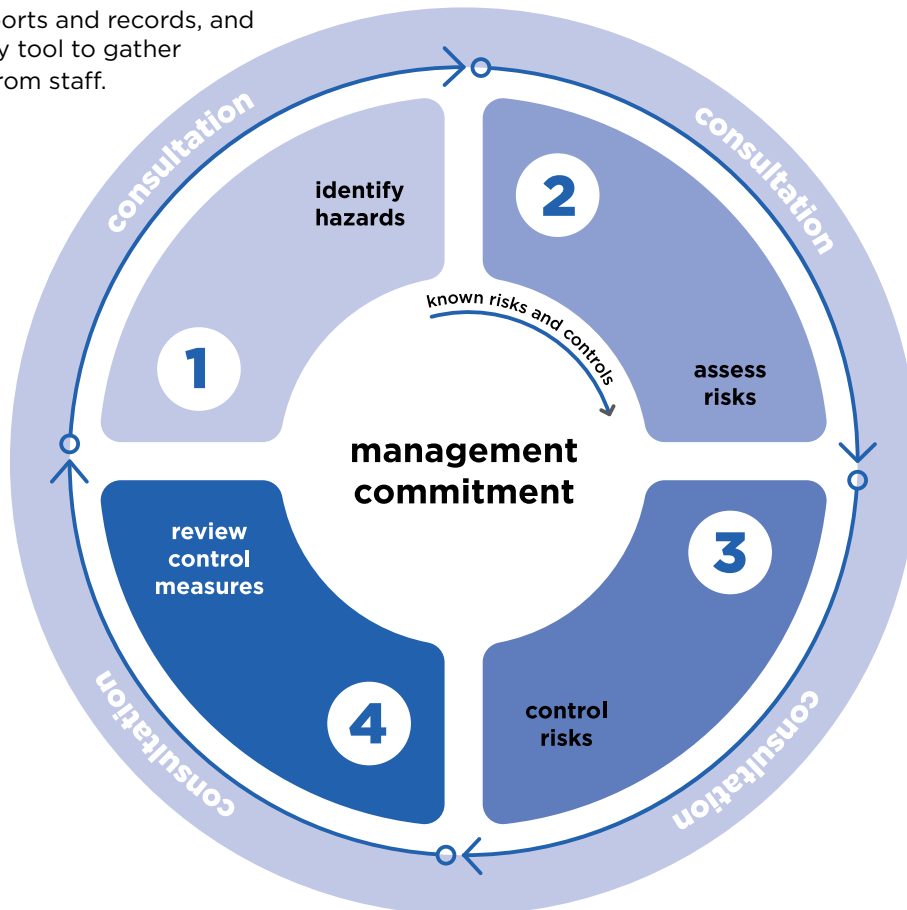 ports and records, and
y tool to gather
rom staff.
consultation
consultation
identify
hazards
1
2
assess
risks
known risks and controls
management
commitment
review
control
measures
4
3
control
risks
consultation
consultation